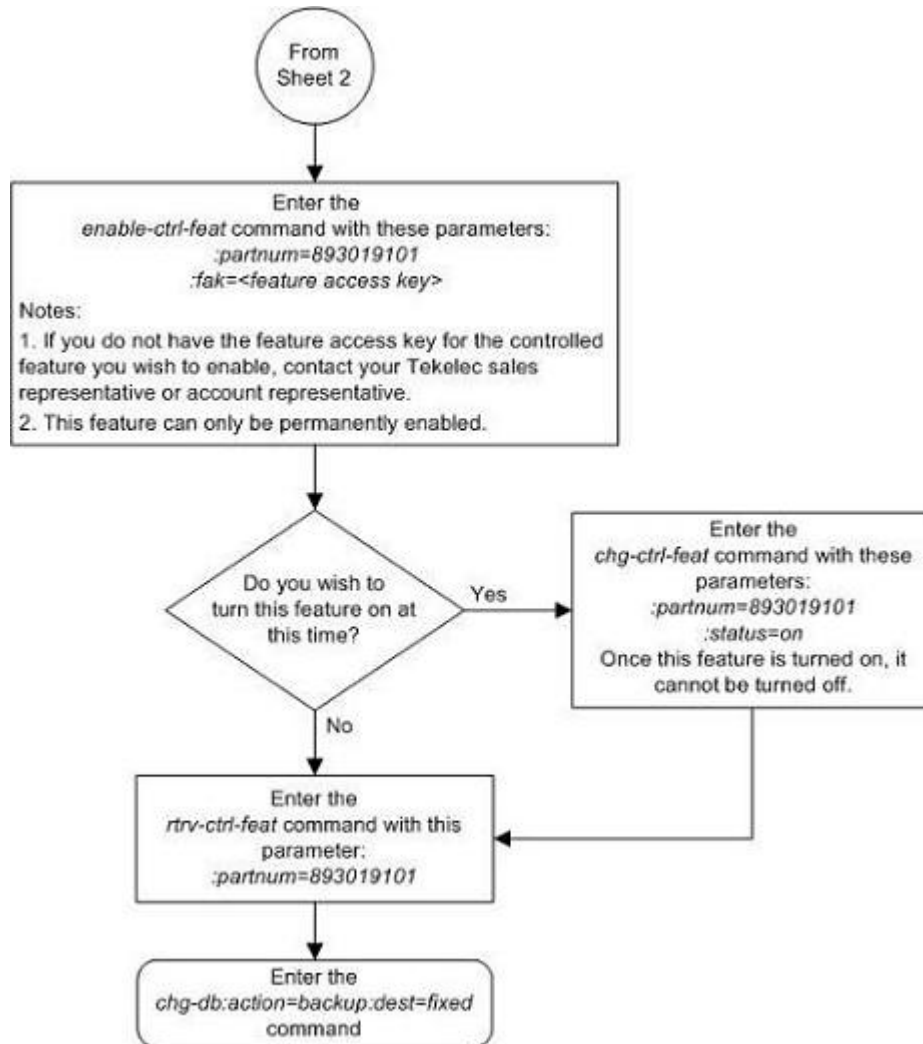 From
Sheet 2
Enter the
enable-ctrl-feat command with these parameters:
:partnum=893019101
:fak=<feature access key>
Notes:
1. If you do not have the feature access key for the controlled
feature you wish to enable, contact your Tekelec sales
representative or account representative.
2. This feature can only be permanently enabled.
Do you wish to
turn this feature on at
this time?
Yes
Enter the
chg-ctrl-feat command with these
parameters:
:partnum=893019101
:status=on
Once this feature is turned on, it
cannot be turned off.
No
Enter the
rtrv-ctrl-feat command with this
parameter:
:partnum=893019101
Enter the
chg-db:action=backup:dest=fixed
command